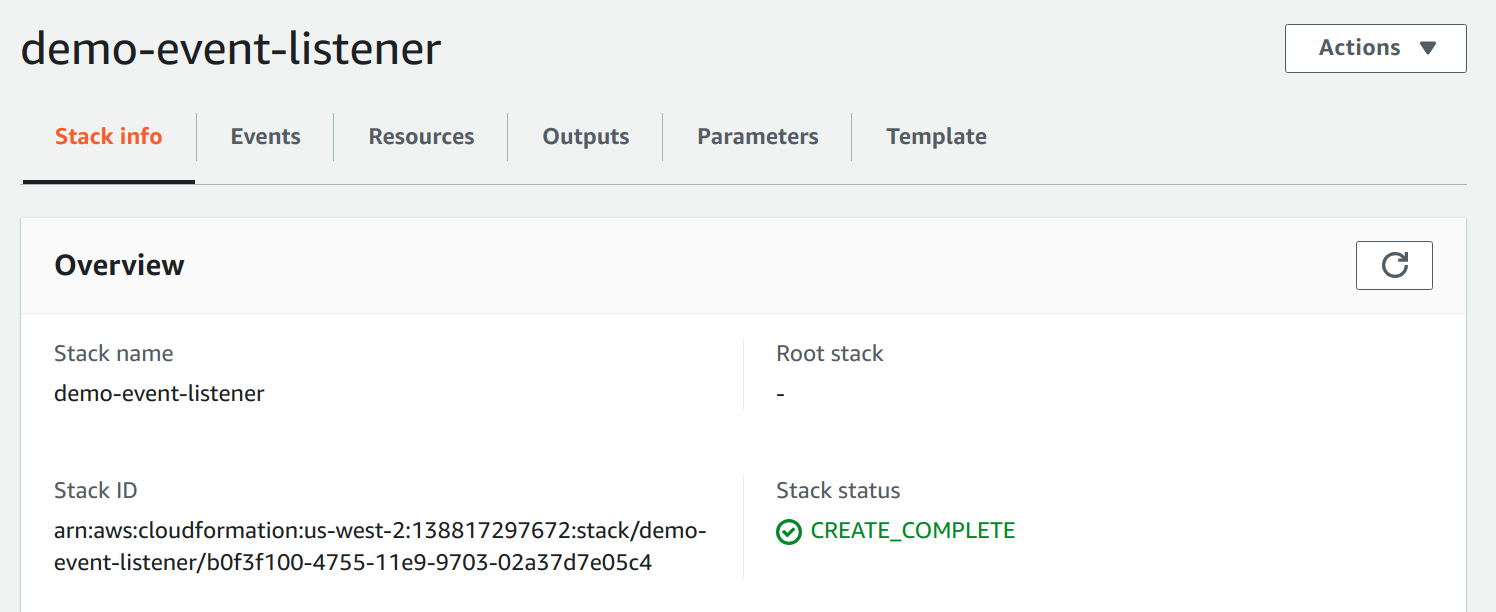 demo-event-listener
Actions
Stack info
Events
Resources
Outputs
Parameters
Template
Overview
Stack name
demo-event-listener
Root stack
-
Stack ID
arn:aws:cloudformation:us-west-2:138817297672:stack/demo-
event-listener/b0f3f100-4755-11e9-9703-02a37d7e05c4
Stack status
CREATE_COMPLETE